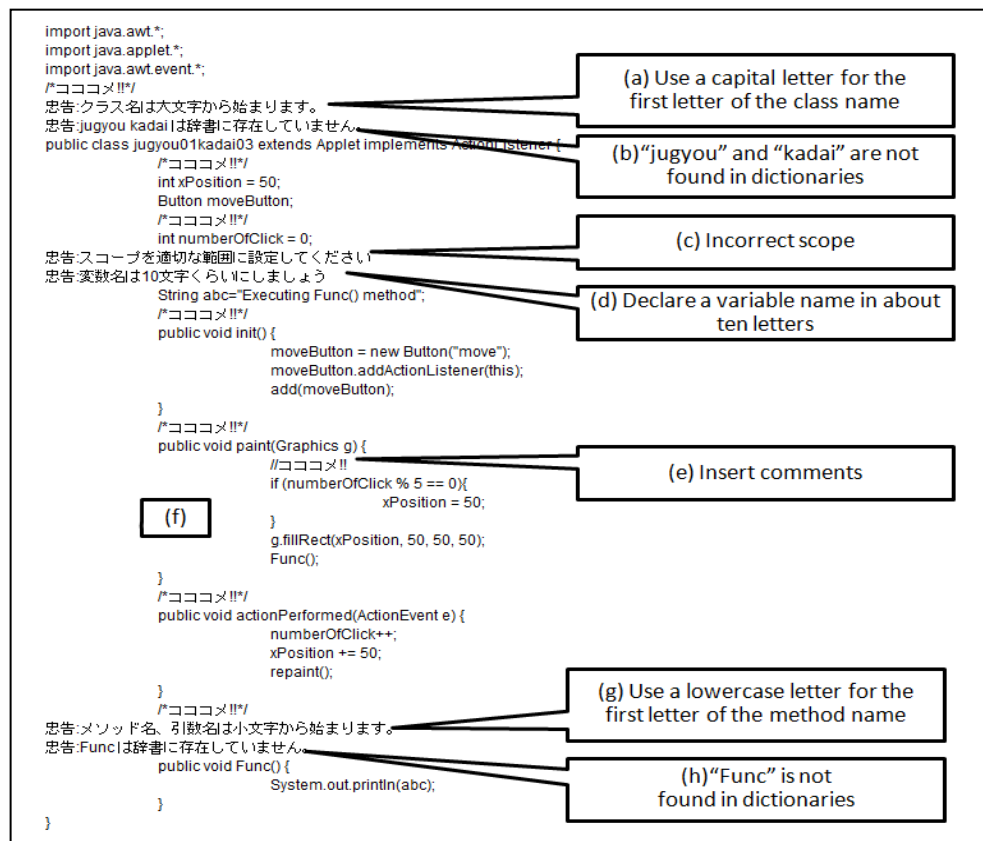 import java.awt.*;
import java.applet.*;
import java.awt.event.*;
/*コココメ!!*/
忠告:クラス名は大文字から始まります。
忠告:jugyou kadai は辞書に存在していません。
public class jugyou01kadai03 extends Applet implements ActionListener {
/*コココメ!!*/
int xPosition = 50;
Button moveButton;
/*コココメ!!*/
int numberOfClick = 0;
忠告:スコープを適切な範囲に設定してください
忠告:変数名は10文字くらいにしましょう
String abc="Executing Func() method";
/*コココメ!!*/
public void init() {
moveButton = new Button("move");
moveButton.addActionListener(this);
add(moveButton);
}
/*コココメ!!*/
public void paint(Graphics g) {
//コココメ!!
if (numberOfClick % 5 == 0){
xPosition = 50;
}
g.fillRect(xPosition, 50, 50, 50);
Func();
}
/*コココメ!!*/
public void actionPerformed(ActionEvent e) {
numberOfClick++;
xPosition += 50;
repaint();
}
/*コココメ!!*/
忠告:メソッド名、引数名は小文字から始まります。
忠告:Funcは辞書に存在していません。
public void Func() {
System.out.println(abc);
}
}
(a) Use a capital letter for the
first letter of the class name
(b)“jugyou” and “kadai” are not
found in dictionaries
(c) Incorrect scope
(d) Declare a variable name in about
ten letters
(e) Insert comments
(f)
(g) Use a lowercase letter for the
first letter of the method name
(h)“Func” is not
found in dictionaries